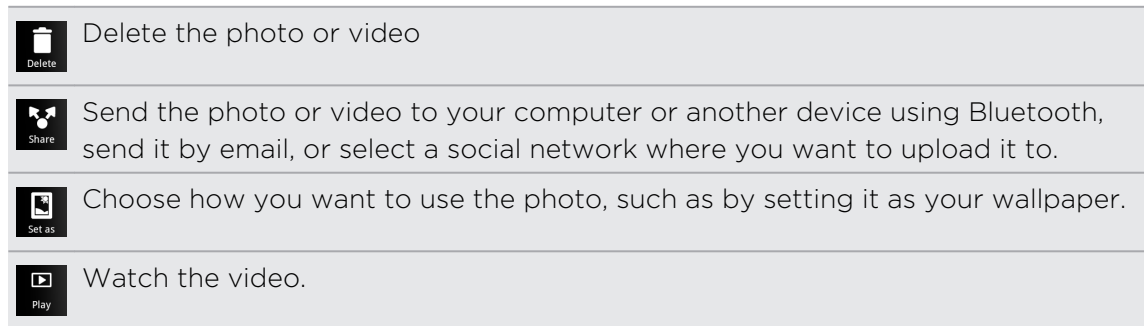 Delete
Delete the photo or video
Share
Send the photo or video to your computer or another device using Bluetooth,
send it by email, or select a social network where you want to upload it to.
Set as
Choose how you want to use the photo, such as by setting it as your wallpaper.
Play
Watch the video.